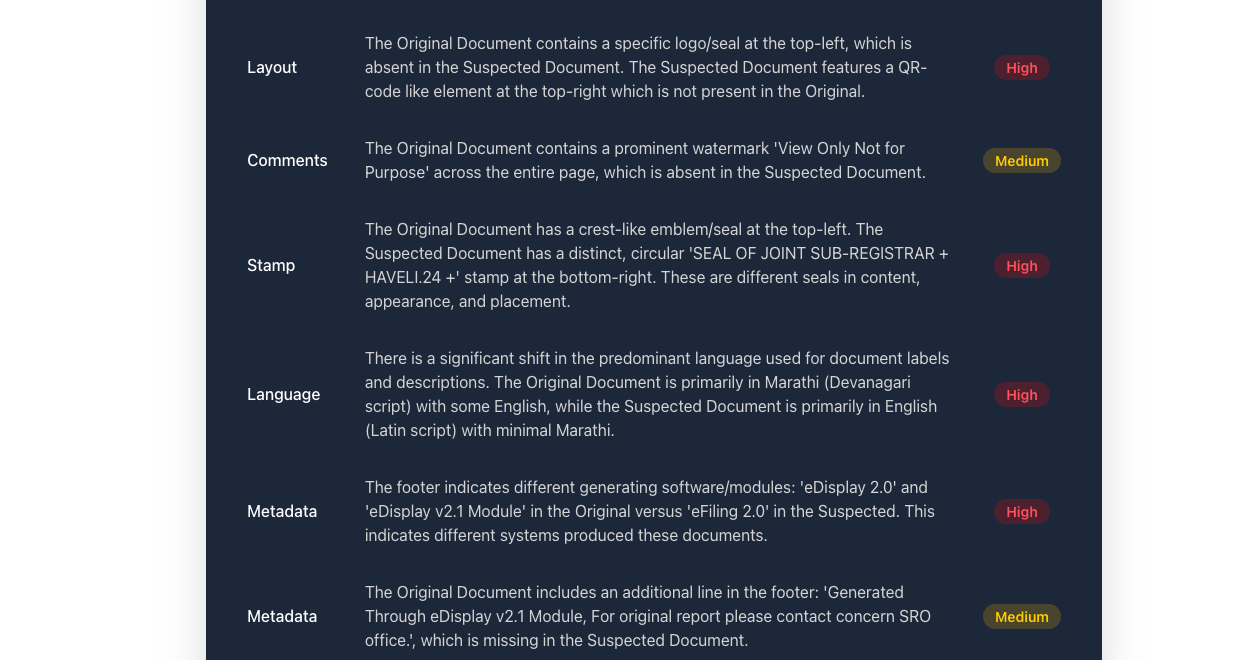 The Original Document contains a specific logo/seal at the top-left, which is
Layout absent in the Suspected Document. The Suspected Document features a QR- High
code like element at the top-right which is not present in the Original.
The Original Document contains a prominent watermark 'View Only Not for
Comments Medium
Purpose' across the entire page, which is absent in the Suspected Document.
The Original Document has a crest-like emblem/seal at the top-left. The
Suspected Document has a distinct, circular 'SEAL OF JOINT SUB-REGISTRAR +
Stamp High
HAVELI.24 +' stamp at the bottom-right. These are different seals in content,
appearance, and placement.
There is a significant shift in the predominant language used for document labels
and descriptions. The Original Document is primarily in Marathi (Devanagari
Language High
script) with some English, while the Suspected Document is primarily in English
(Latin script) with minimal Marathi.
The footer indicates different generating software/modules: 'eDisplay 2.0' and
Metadata 'eDisplay v2.1 Module' in the Original versus 'eFiling 2.0' in the Suspected. This High
indicates different systems produced these documents.
The Original Document includes an additional line in the footer: 'Generated
Metadata Through eDisplay v2.1 Module, For original report please contact concern SRO Medium
office.', which is missing in the Suspected Document.